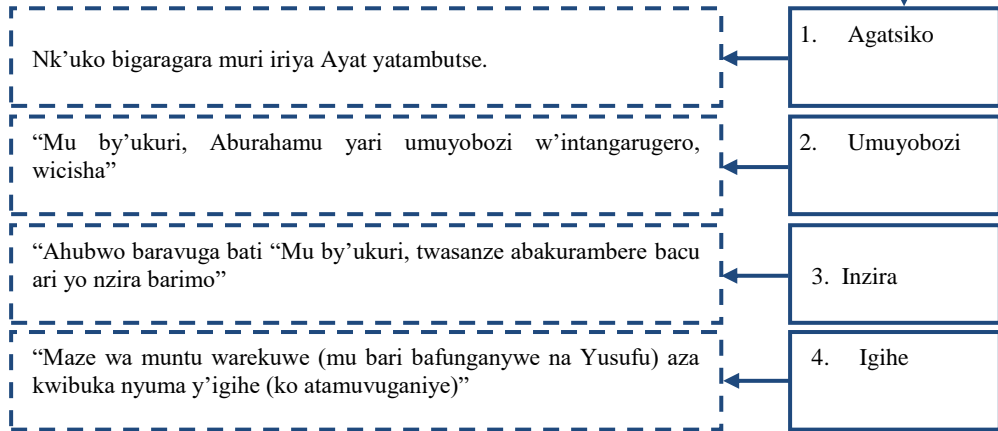 1. Agatsiko
Nk’uko bigaragara muri iriya Ayat yatambutse.
2. Umuyobozi
“Mu by’ukuri, Aburahamu yari umuyobozi w’intangarugero,
wicisha”
3. Inzira
“Ahubwo baravuga bati “Mu by’ukuri, twasanze abakurambere bacu
ari yo nzira barimo”
4. Igihe
“Maze wa muntu warekuwe (mu bari bafunganywe na Yusufu) aza
kwibuka nyuma y’igihe (ko atamuvuganiye)”